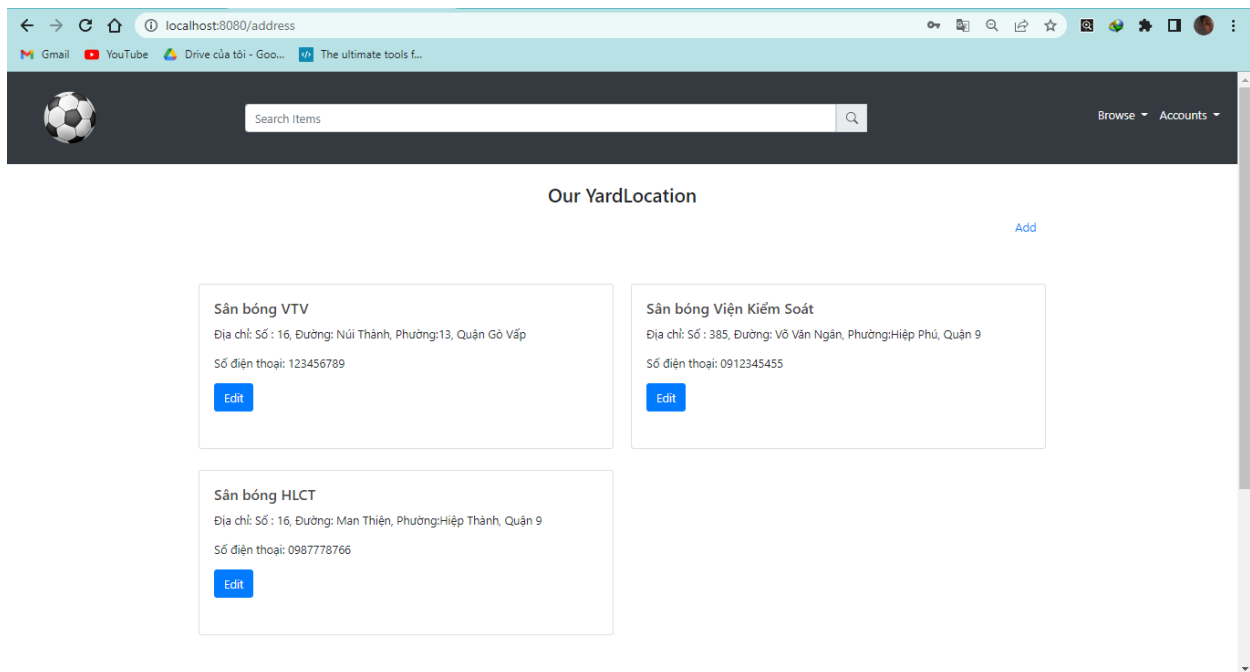 localhost:8080/address
Gmail YouTube Drive của tôi - Goo... The ultimate tools f...
Search Items
Browse Accounts
Our YardLocation
Add
Sân bóng VTV
Địa chỉ: Số : 16, Đường: Núi Thành, Phường:13, Quận Gò Vấp
Số điện thoại: 123456789
Edit
Sân bóng Viện Kiểm Soát
Địa chỉ: Số : 385, Đường: Võ Văn Ngân, Phường:Hiệp Phú, Quận 9
Số điện thoại: 0912345455
Edit
Sân bóng HLCT
Địa chỉ: Số : 16, Đường: Man Thiện, Phường:Hiệp Thành, Quận 9
Số điện thoại: 0987778766
Edit